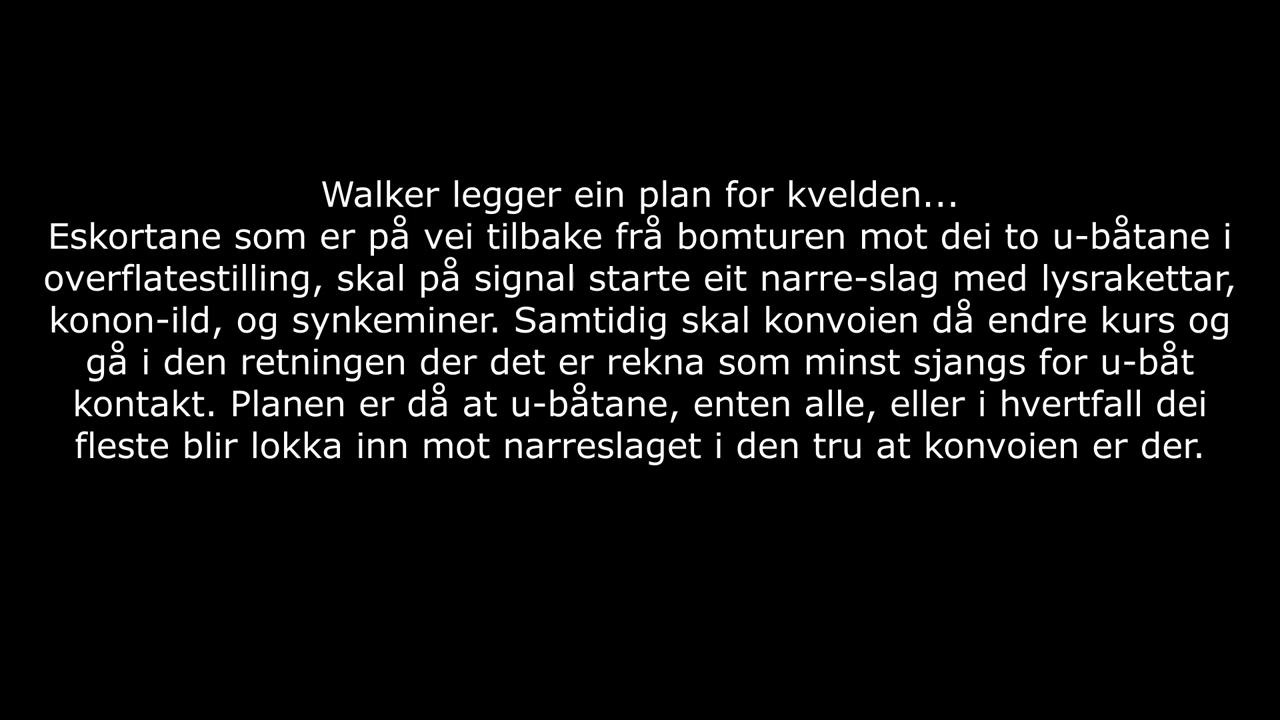 Walker legger ein plan for kvelden...
Eskortane som er på vei tilbake frå bomturen mot dei to u-båtane i
overflatestilling, skal på signal starte eit narre-slag med lysrakettar,
konon-ild, og synkeminer. Samtidig skal konvoien då endre kurs og
gå i den retningen der det er rekna som minst sjangs for u-båt
kontakt. Planen er då at u-båtane, enten alle, eller i hvertfall dei
fleste blir lokka inn mot narreslaget i den tru at konvoien er der.